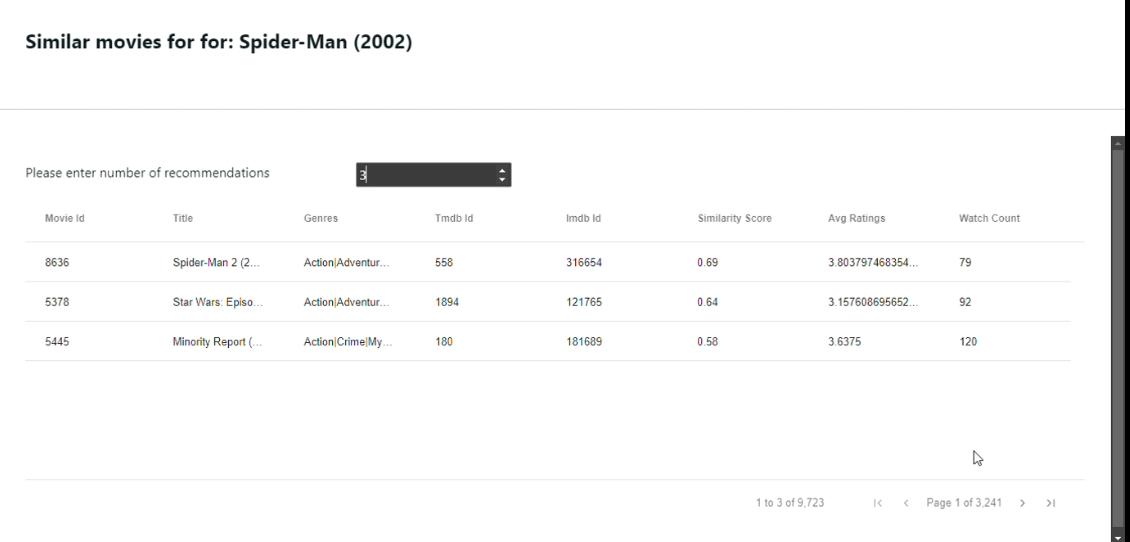 Similar movies for for: Spider-Man (2002)
Please enter number of recommendations 3
Movie Id Title Genres Tmdb Id Imdb Id Similarity Score Avg Ratings Watch Count
8636 Spider-Man 2 (2... Action|Adventur... 558 316654 0.69 3.803797468354... 79
5378 Star Wars: Episo... Action|Adventur... 1894 121765 0.64 3.157608695652... 92
5445 Minority Report (... Action|Crime|My... 180 181689 0.58 3.6375 120
1 to 3 of 9,723 Page 1 of 3,241